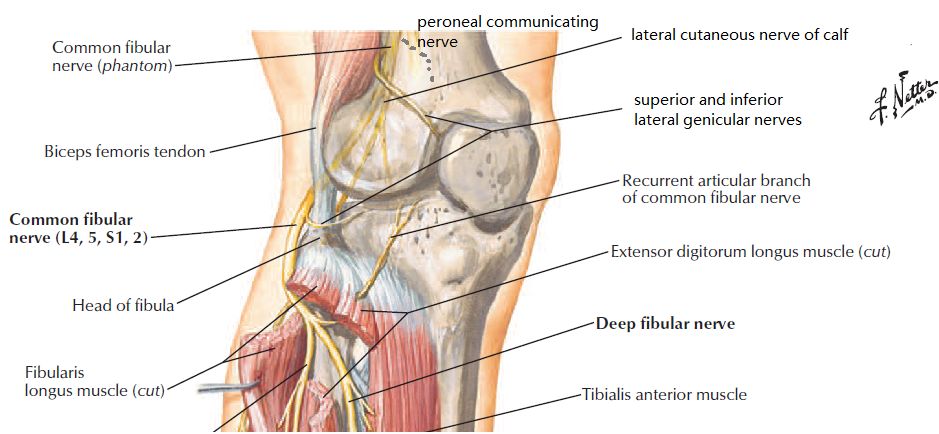 peroneal communicating
nerve
Common fibular
nerve (phantom)
lateral cutaneous nerve of calf
superior and inferior
lateral genicular nerves
Biceps femoris tendon
Recurrent articular branch
of common fibular nerve
Common fibular
nerve (L4, 5, S1, 2)
Extensor digitorum longus muscle (cut)
Head of fibula
Deep fibular nerve
Fibularis
longus muscle (cut)
Tibialis anterior muscle
F. Netter
M.D.